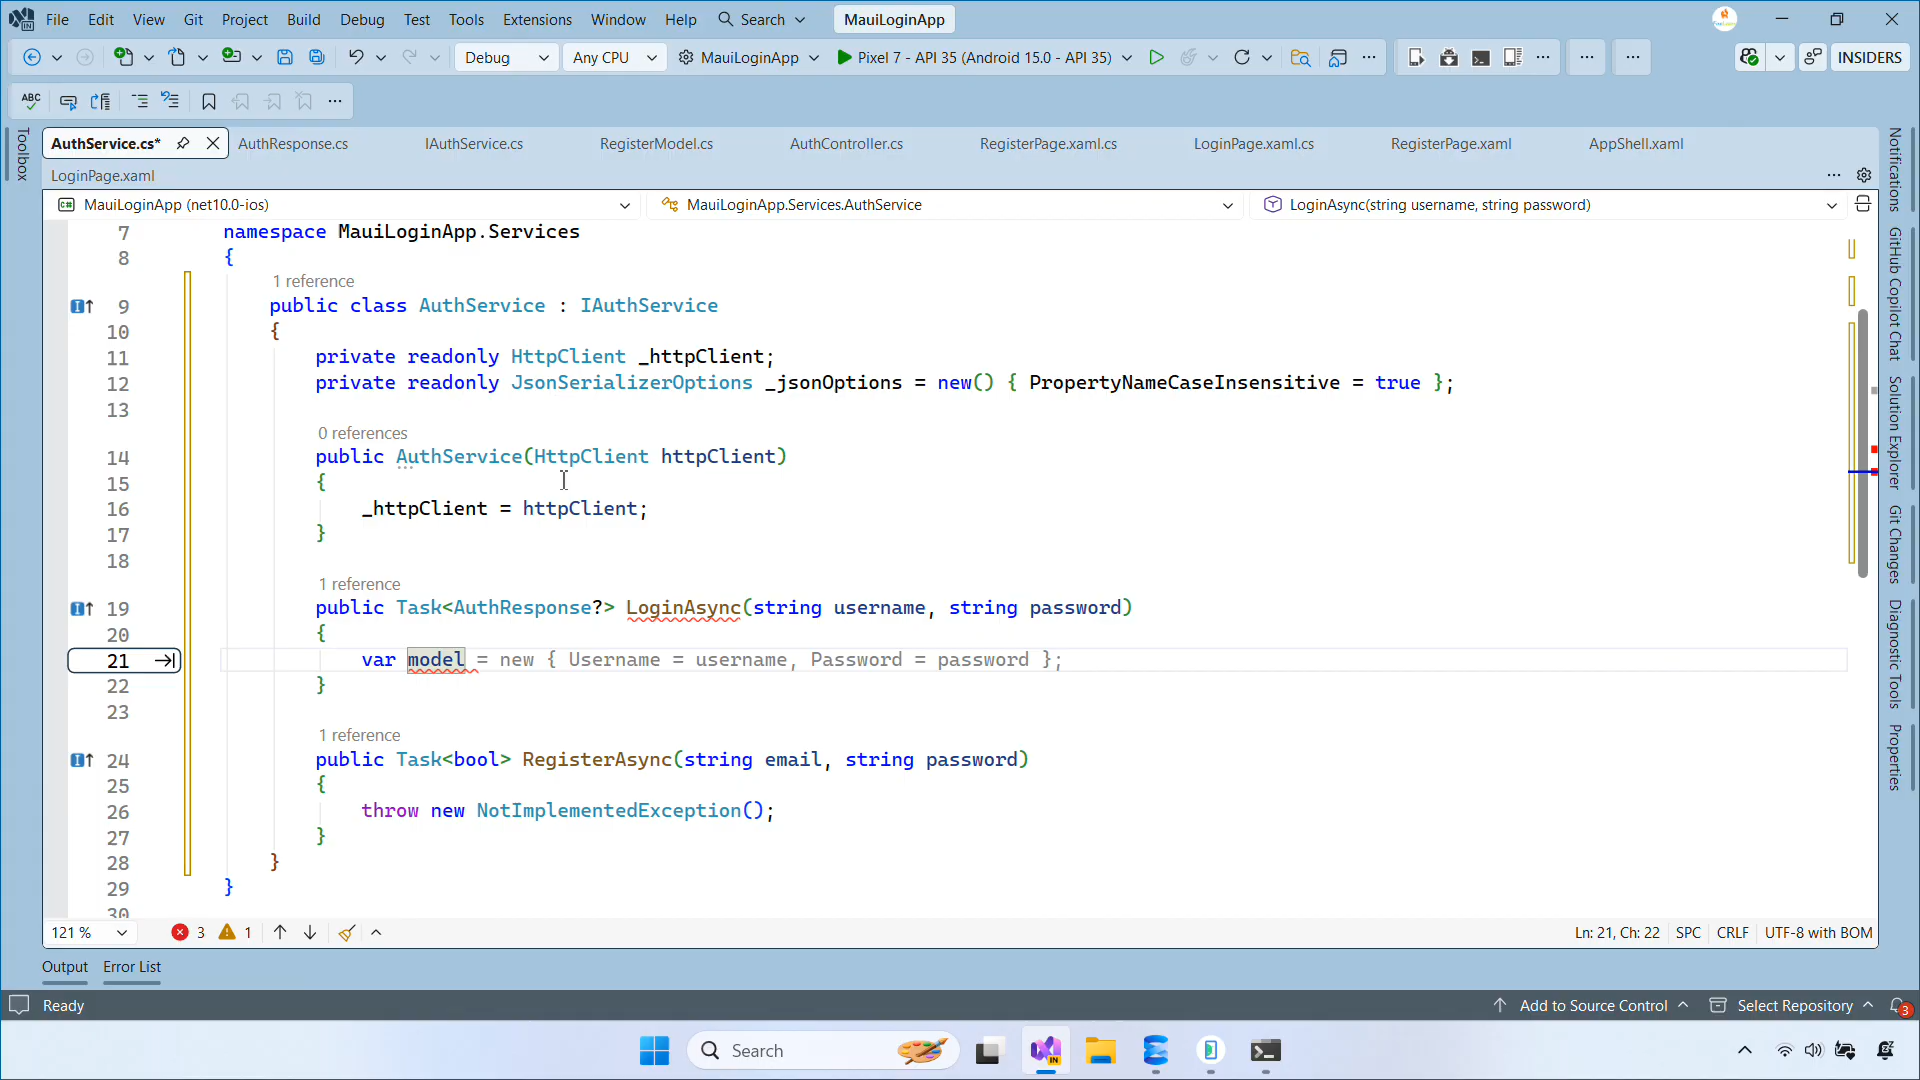 File Edit View Git Project Build Debug Test Tools Extensions Window Help Search MauiLoginApp
Debug Any CPU MauiLoginApp Pixel 7 - API 35 (Android 15.0 - API 35) INSIDERS
ABC
AuthService.cs* AuthResponse.cs IAuthService.cs RegisterModel.cs AuthController.cs RegisterPage.xaml.cs LoginPage.xaml.cs RegisterPage.xaml AppShell.xaml
LoginPage.xaml
MauiLoginApp (net10.0-ios) MauiLoginApp.Services.AuthService LoginAsync(string username, string password)
7 namespace MauiLoginApp.Services
8 {
1 reference
9 public class AuthService : IAuthService
10 {
11 private readonly HttpClient _httpClient;
12 private readonly JsonSerializerOptions _jsonOptions = new() { PropertyNameCaseInsensitive = true };
13
0 references
14 public AuthService(HttpClient httpClient)
15 {
16 _httpClient = httpClient;
17 }
18
1 reference
19 public Task<AuthResponse?> LoginAsync(string username, string password)
20 {
21 var model = new { Username = username, Password = password };
22 }
23
1 reference
24 public Task<bool> RegisterAsync(string email, string password)
25 {
26 throw new NotImplementedException();
27 }
28 }
29 }
30
121 % 3 1 Ln: 21, Ch: 22 SPC CRLF UTF-8 with BOM
Output Error List
Ready Add to Source Control Select Repository 3
Search
Toolbox
Notifications
GitHub Copilot Chat
Solution Explorer
Git Changes
Diagnostic Tools
Properties